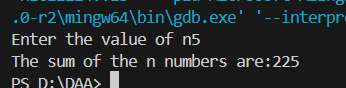 .0-r2\mingw64\bin\gdb.exe' '--interpre
Enter the value of n5
The sum of the n numbers are:225
PS D:\DAA>